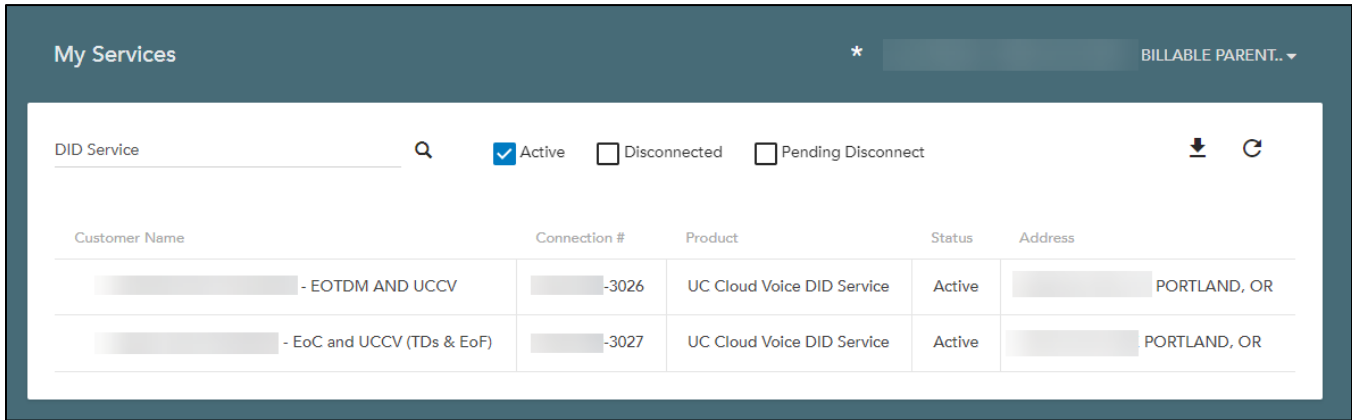 My Services * BILLABLE PARENT..
DID Service Active Disconnected Pending Disconnect
Customer Name Connection # Product Status Address
- EOTDM AND UCCV -3026 UC Cloud Voice DID Service Active PORTLAND, OR
- EoC and UCCV (TDs & EoF) -3027 UC Cloud Voice DID Service Active PORTLAND, OR